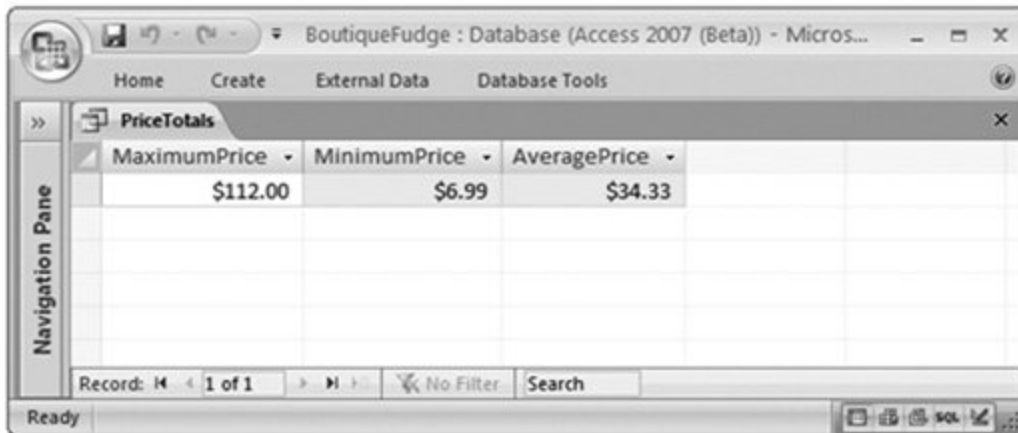 BoutiqueFudge : Database (Access 2007 (Beta)) - Micros...
Home Create External Data Database Tools
PriceTotals
MaximumPrice MinimumPrice AveragePrice
$112.00 $6.99 $34.33
Navigation Pane
Record: 1 of 1 No Filter Search
Ready SQL